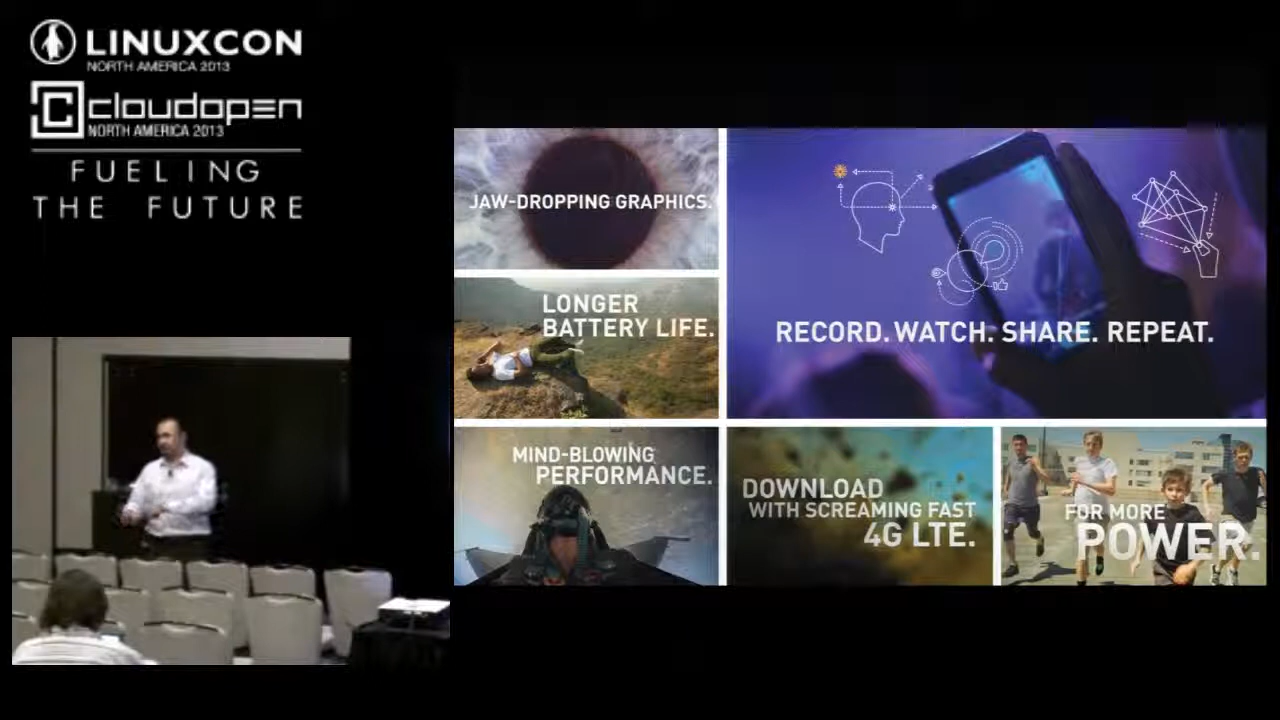 LINUXCON
NORTH AMERICA 2013
cloudopen
NORTH AMERICA 2013
FUELING
THE FUTURE
JAW-DROPPING GRAPHICS.
LONGER
BATTERY LIFE.
RECORD. WATCH. SHARE. REPEAT.
MIND-BLOWING
PERFORMANCE.
DOWNLOAD
WITH SCREAMING FAST
4G LTE.
FOR MORE
POWER.